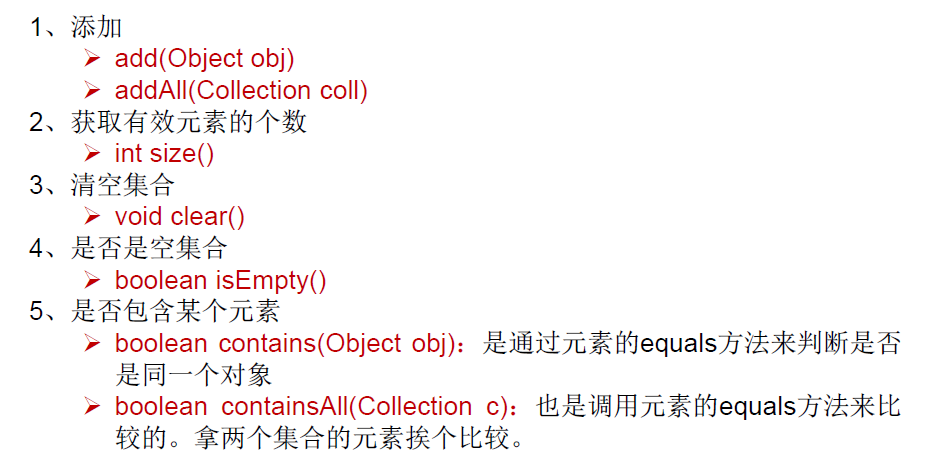 1、添加
➢ add(Object obj)
➢ addAll(Collection coll)
2、获取有效元素的个数
➢ int size()
3、清空集合
➢ void clear()
4、是否是空集合
➢ boolean isEmpty()
5、是否包含某个元素
➢ boolean contains(Object obj)：是通过元素的equals方法来判断是否
是同一个对象
➢ boolean containsAll(Collection c)：也是调用元素的equals方法来比
较的。拿两个集合的元素挨个比较。